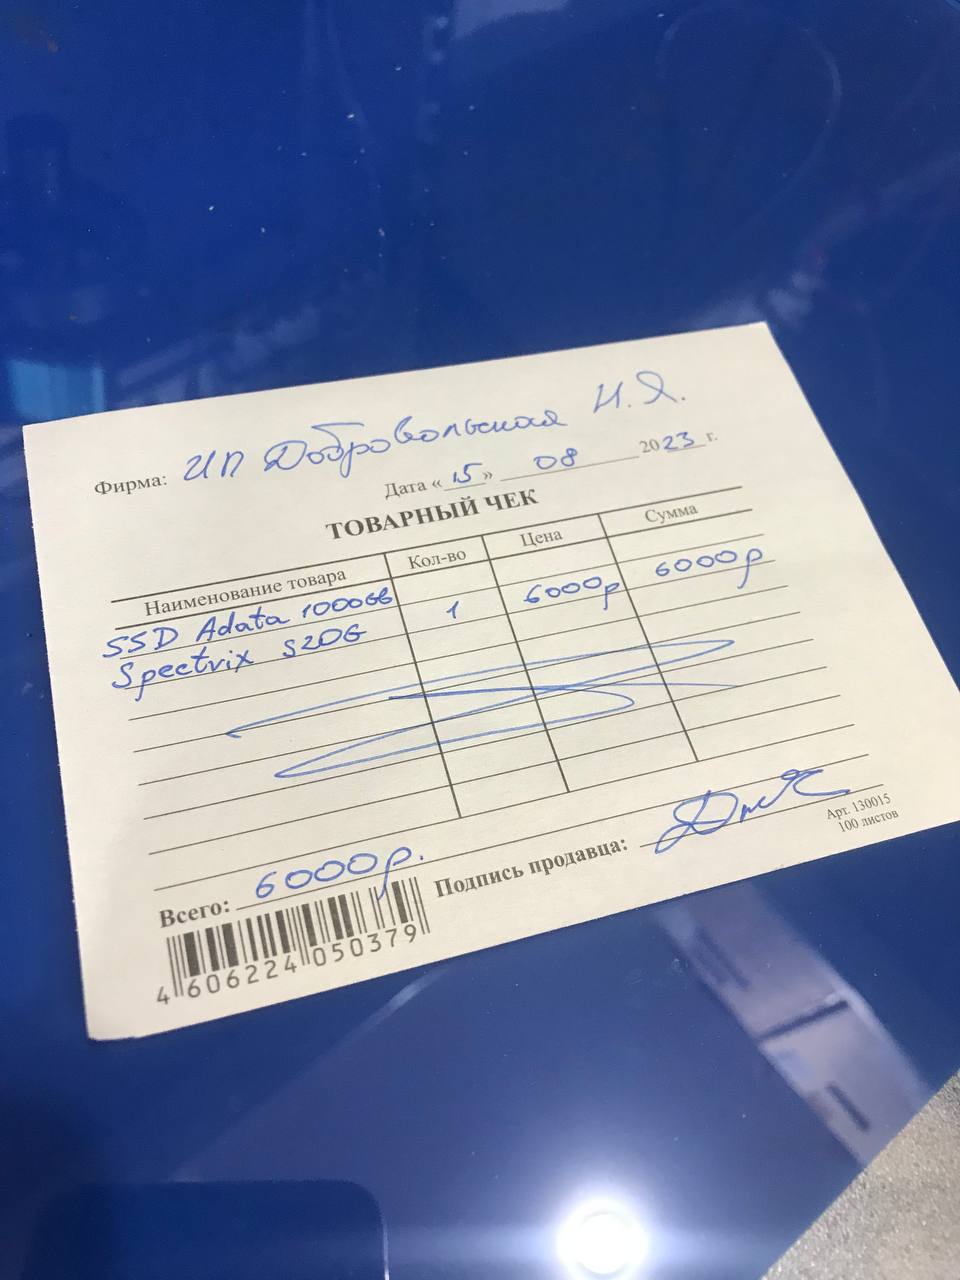 Фирма: ИП Добровольская И.Я.
Дата «15» 08 2023 г.
ТОВАРНЫЙ ЧЕК
Наименование товара Кол-во Цена Сумма
SSD Adata 1000GB 1 6000р 6000р
Spectrix S20G
Всего: 6000р.
Подпись продавца:
Арт. 130015
100 листов
4 606224 050379